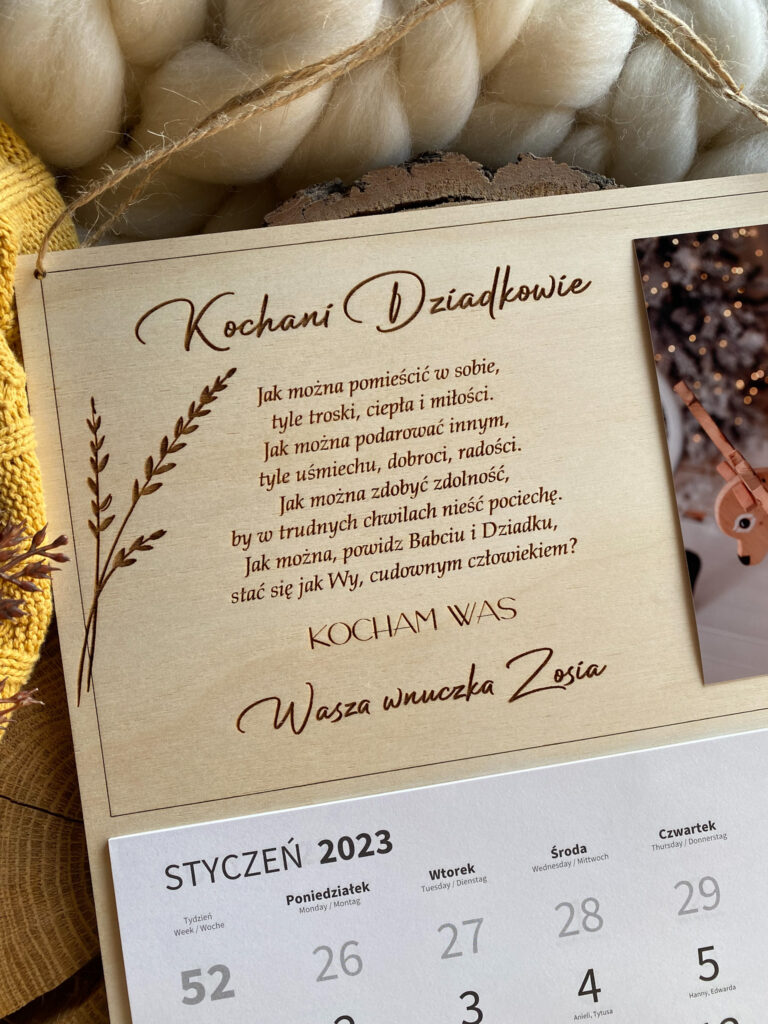 Kochani Dziadkowie
Jak można pomieścić w sobie,
tyle troski, ciepła i miłości.
Jak można podarować innym,
tyle uśmiechu, dobroci, radości.
Jak można zdobyć zdolność,
by w trudnych chwilach nieść pociechę.
Jak można, powidz Babciu i Dziadku,
stać się jak Wy, cudownym człowiekiem?
KOCHAM WAS
Wasza wnuczka Zosia
STYCZEŃ 2023
Tydzień Poniedziałek Wtorek Środa Czwartek
Week / Woche Monday / Montag Tuesday / Dienstag Wednesday / Mittwoch Thursday / Donnerstag
52 26 27 28 29
2 3 4 5
Anieli, Tytusa Hanny, Edwarda